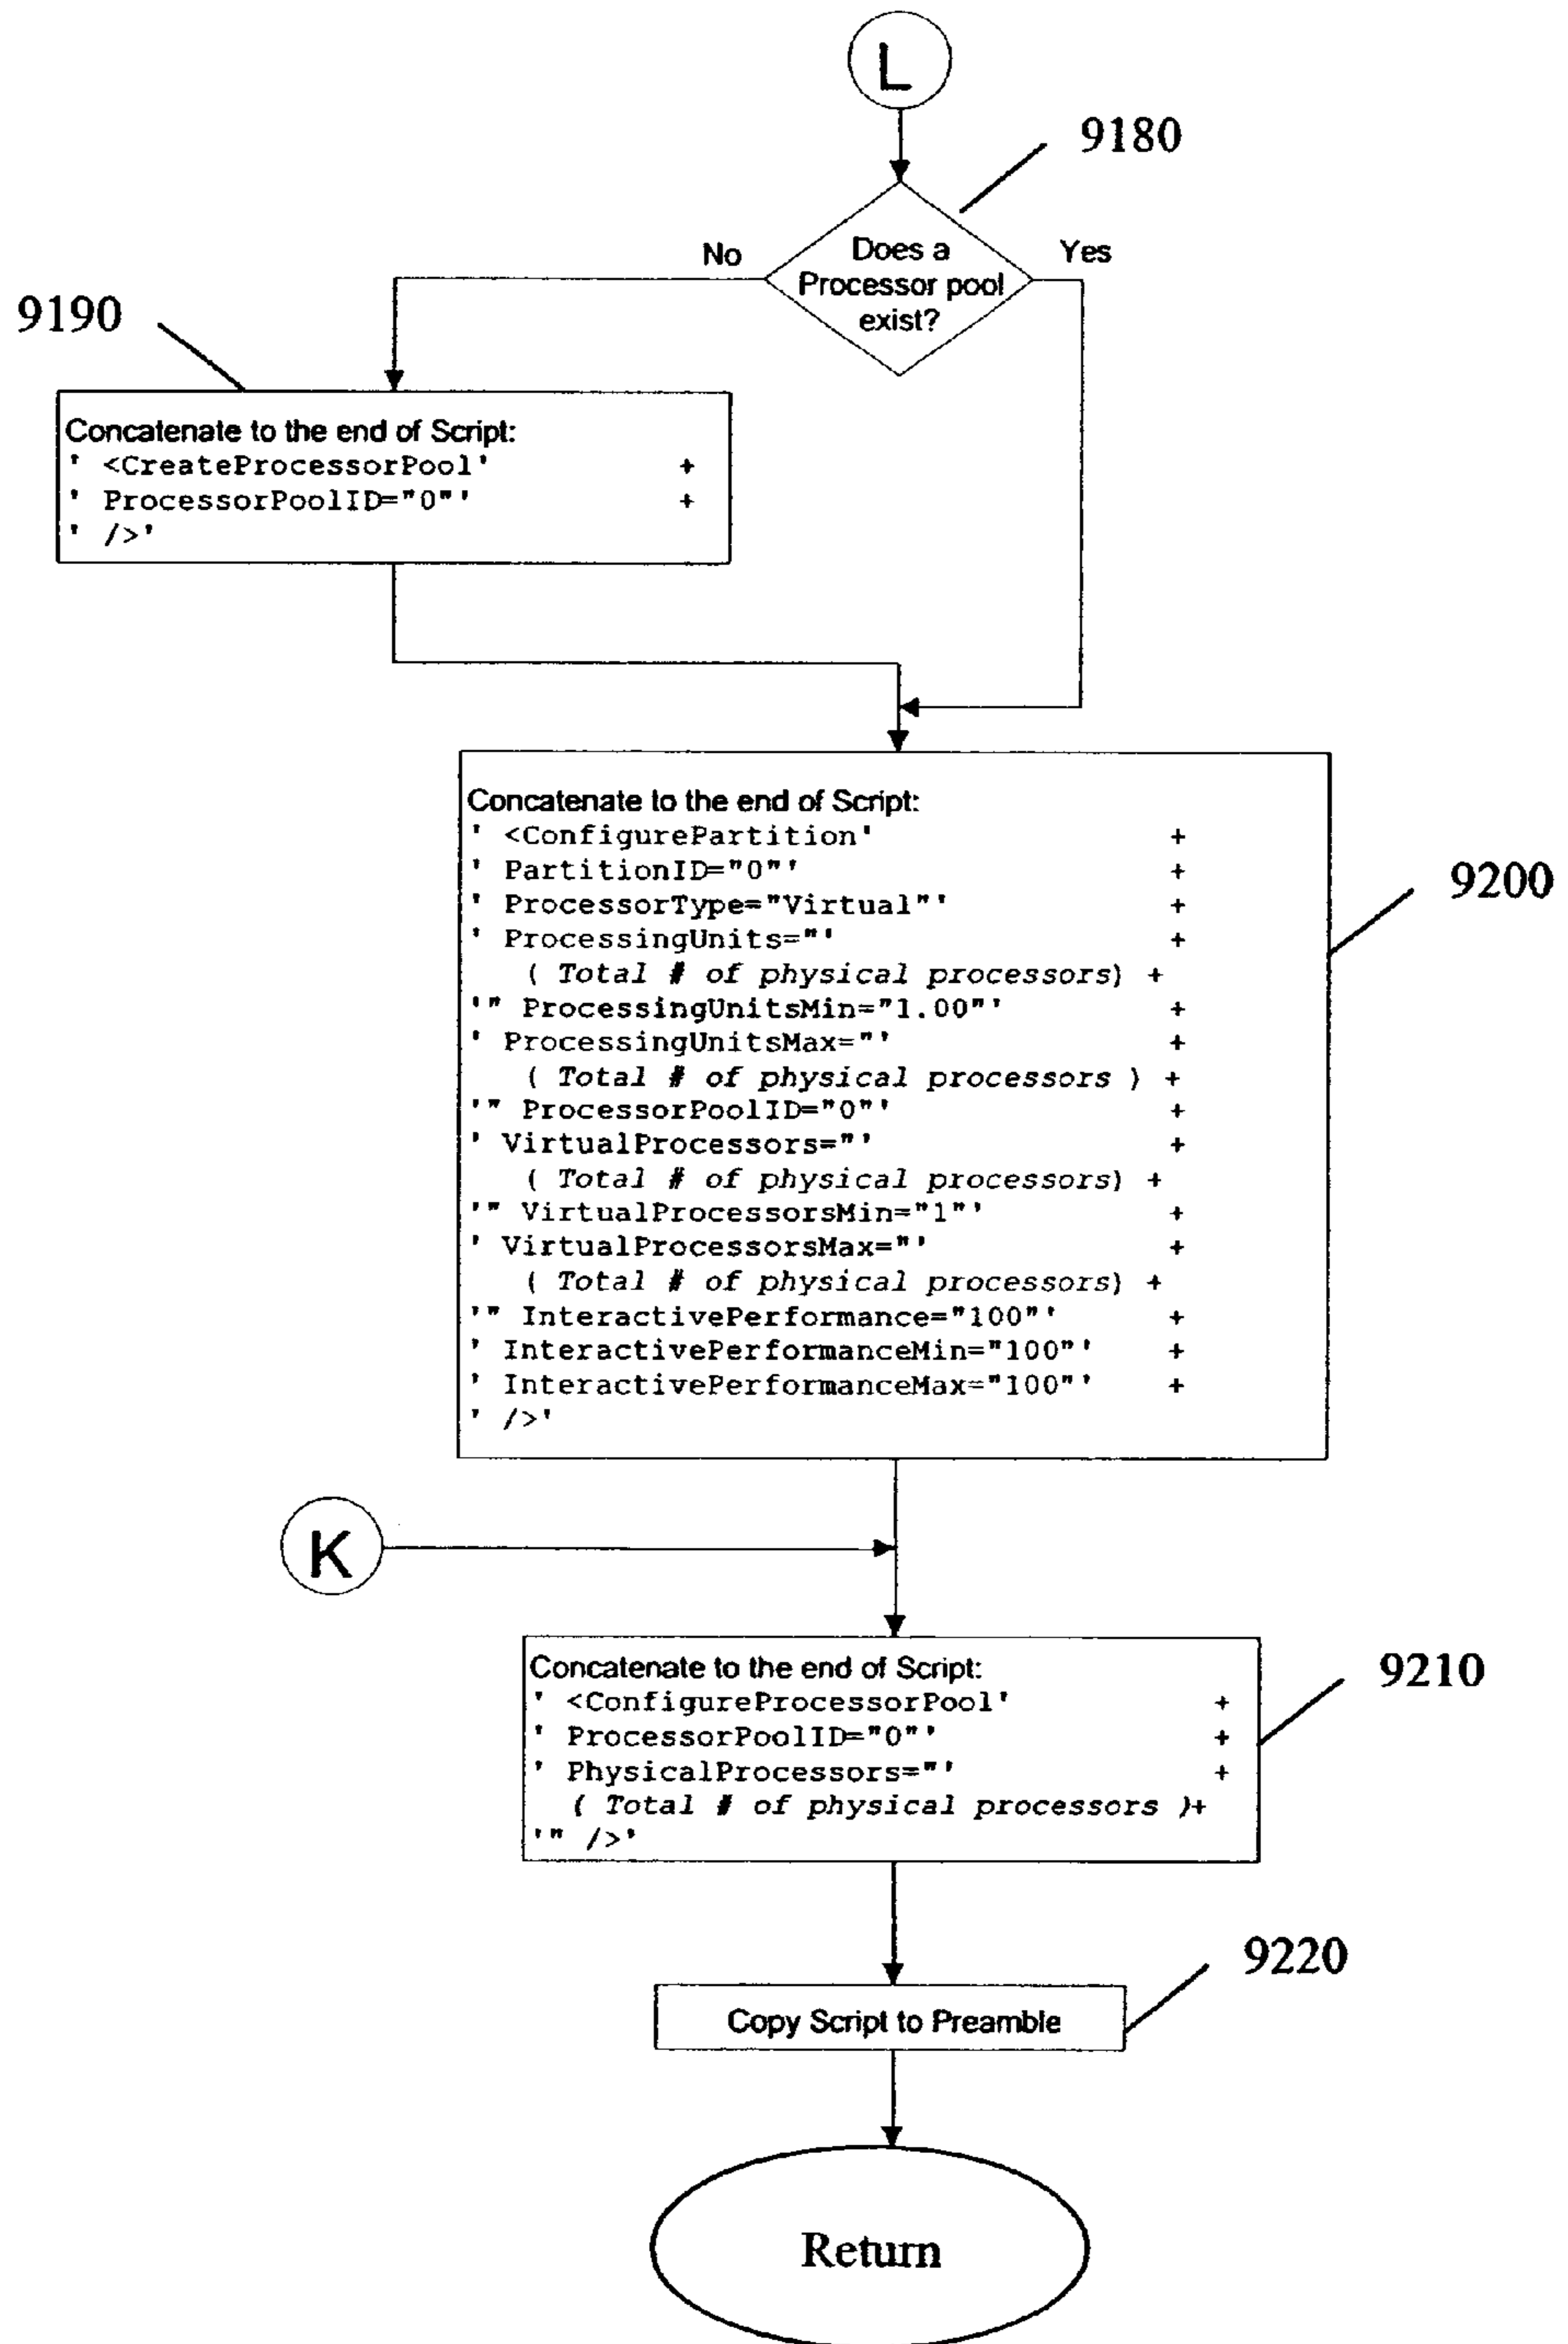 L
9180
No
Does a
Processor pool
exist?
Yes
9190
Concatenate to the end of Script:
' <CreateProcessorPool' +
' ProcessorPoolID="0"' +
' />'
Concatenate to the end of Script:
' <ConfigurePartition' +
' PartitionID="0"' +
' ProcessorType="Virtual"' +
' ProcessingUnits="' +
( Total # of physical processors) +
'" ProcessingUnitsMin="1.00"' +
' ProcessingUnitsMax="' +
( Total # of physical processors ) +
'" ProcessorPoolID="0"' +
' VirtualProcessors="' +
( Total # of physical processors) +
'" VirtualProcessorsMin="1"' +
' VirtualProcessorsMax="' +
( Total # of physical processors) +
'" InteractivePerformance="100"' +
' InteractivePerformanceMin="100"' +
' InteractivePerformanceMax="100"' +
' />'
9200
K
Concatenate to the end of Script:
' <ConfigureProcessorPool' +
' ProcessorPoolID="0"' +
' PhysicalProcessors="' +
( Total # of physical processors )+
'" />'
9210
9220
Copy Script to Preamble
Return